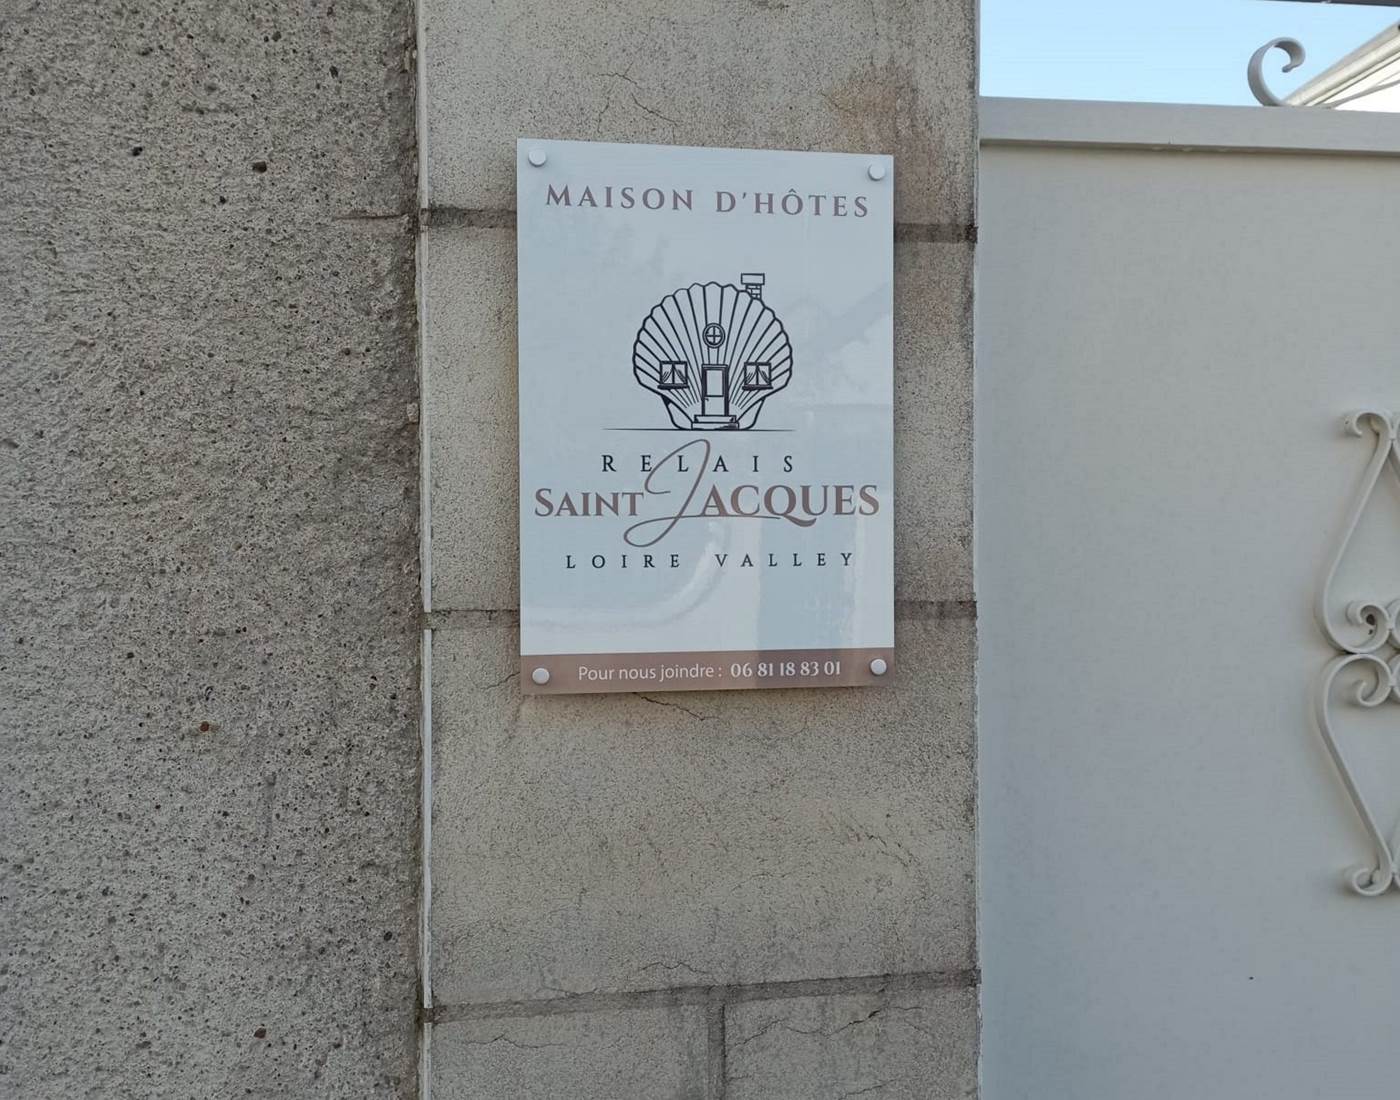 MAISON D'HÔTES
RELAIS
SAINT JACQUES
LOIRE VALLEY
Pour nous joindre : 06 81 18 83 01